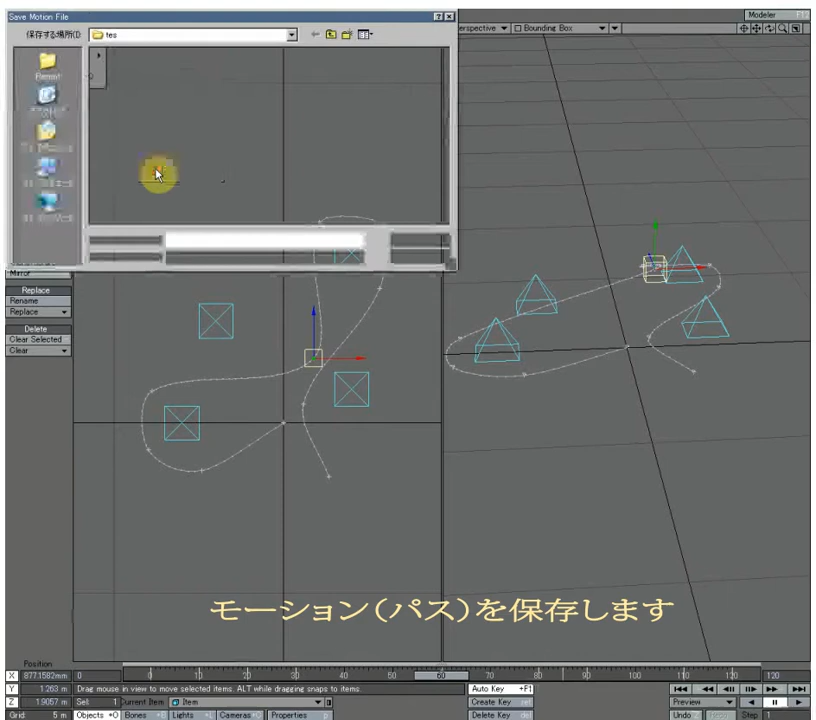 Save Motion File
保存する場所(I):
tes
erspective
Bounding Box
Modeler
F12
Mirror
Replace
Rename
Replace
Delete
Clear Selected
Clear
モーション(パス)を保存します
Position
X 877.1582mm
0 0 10 20 30 40 50 60 70 80 90 100 110 120 120
Y 1.263 m
Drag mouse in view to move selected items. ALT while dragging snaps to items.
Auto Key +F1
Z 1.9057 m
Sel: 1
Current Item
Item
Create Key
Preview
Grid: 5 m
Objects +O
Bones
Lights
Cameras
Properties
Delete Key
Undo
Step 1